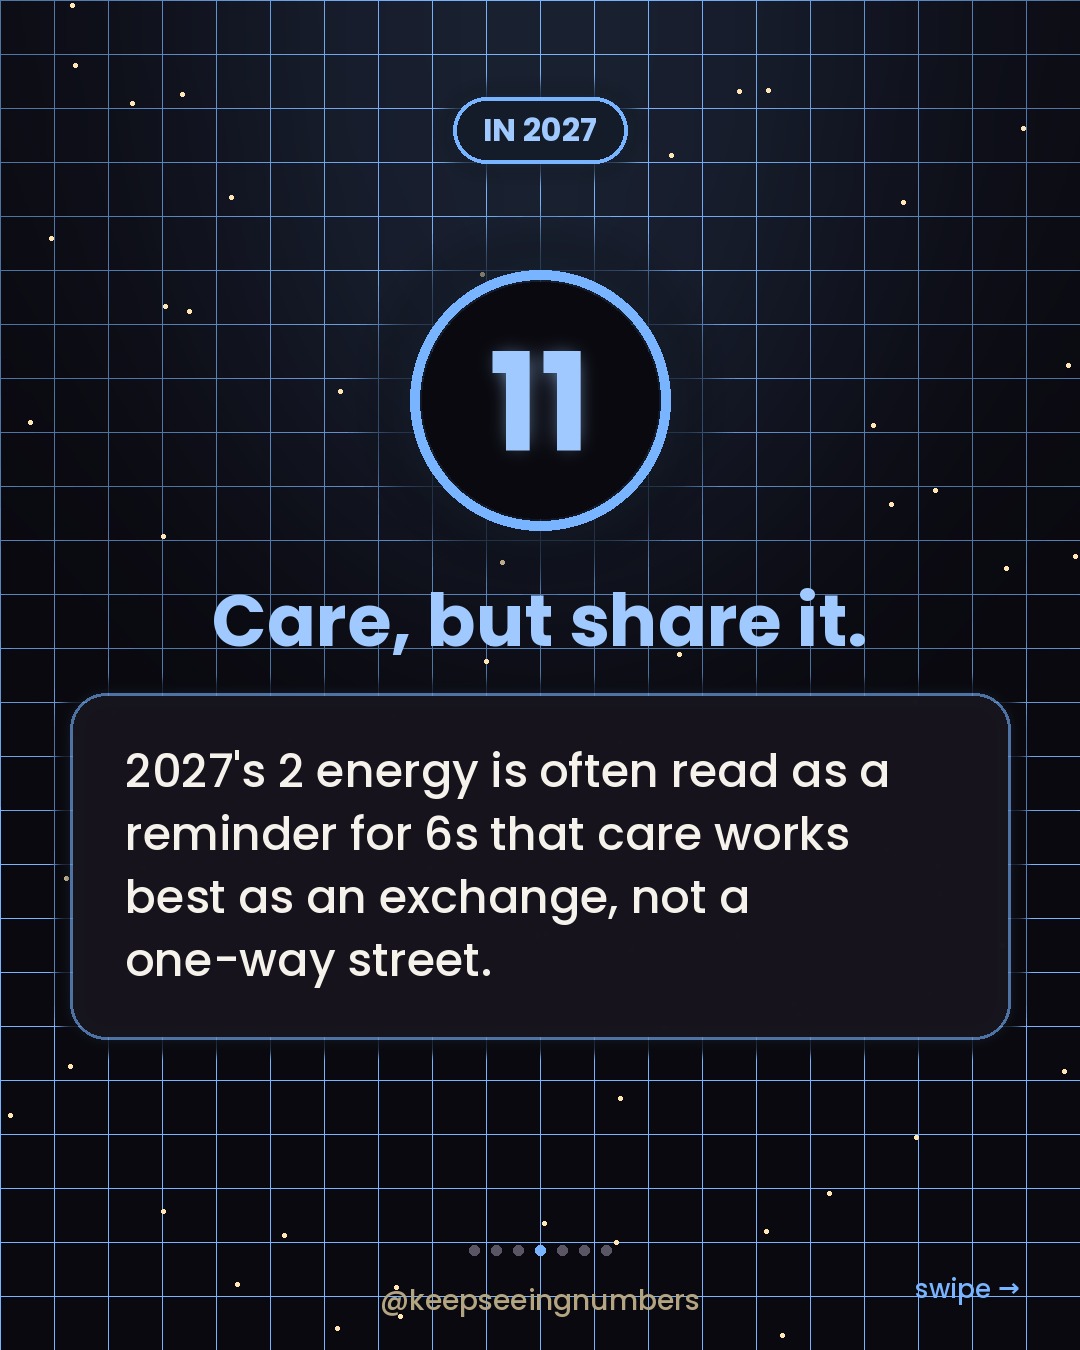 IN 2027
11
Care, but share it.
2027's 2 energy is often read as a
reminder for 6s that care works
best as an exchange, not a
one-way street.
@keepseeingnumbers
swipe →